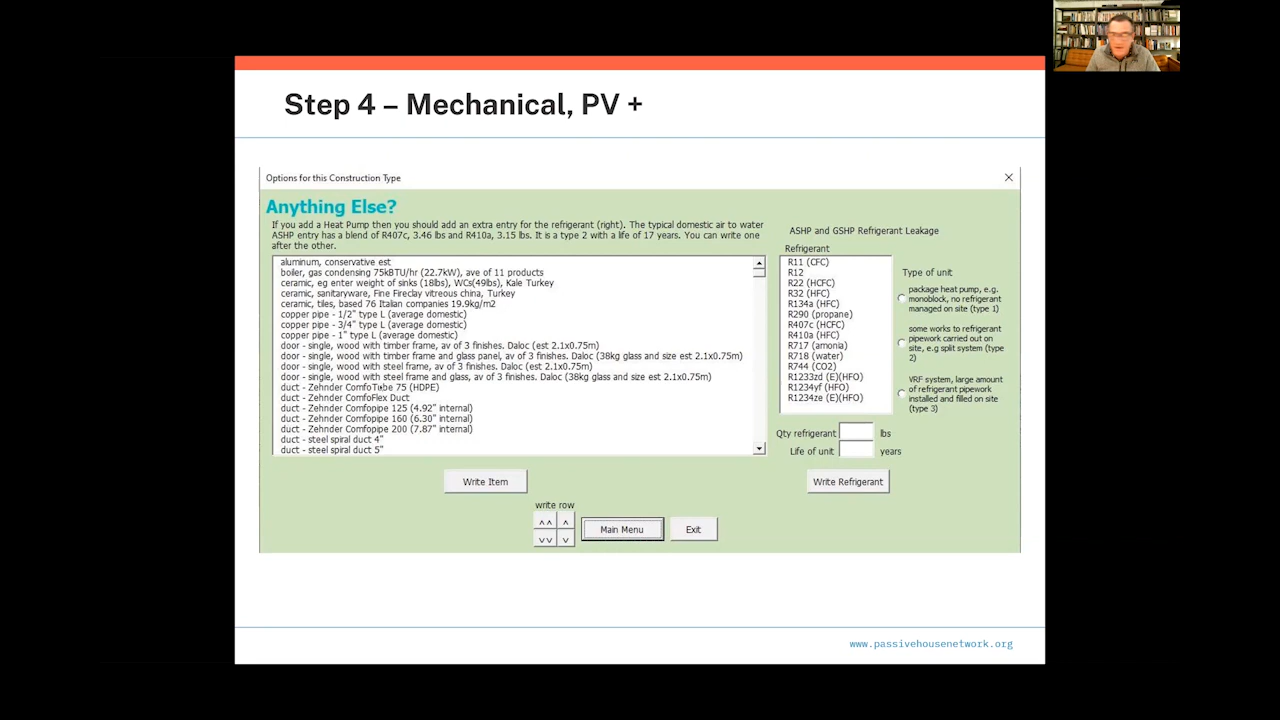 Step 4 – Mechanical, PV +
Options for this Construction Type
Anything Else?
If you add a Heat Pump then you should add an extra entry for the refrigerant (right). The typical domestic air to water
ASHP entry has a blend of R407c, 3.46 lbs and R410a, 3.15 lbs. It is a type 2 with a life of 17 years. You can write one
after the other.
aluminum, conservative est
boiler, gas condensing 75kBTU/hr (22.7kW), ave of 11 products
ceramic, eg enter weight of sinks (18lbs), WCs(49lbs), Kale Turkey
ceramic, sanitaryware, Fine Fireclay vitreous china, Turkey
ceramic, tiles, based 76 Italian companies 19.9kg/m2
copper pipe - 1/2" type L (average domestic)
copper pipe - 3/4" type L (average domestic)
copper pipe - 1" type L (average domestic)
door - single, wood with timber frame, av of 3 finishes. Daloc (est 2.1x0.75m)
door - single, wood with timber frame and glass panel, av of 3 finishes. Daloc (38kg glass and size est 2.1x0.75m)
door - single, wood with steel frame, av of 3 finishes. Daloc (est 2.1x0.75m)
door - single, wood with steel frame and glass, av of 3 finishes. Daloc (38kg glass and size est 2.1x0.75m)
duct - Zehnder ComfoTube 75 (HDPE)
duct - Zehnder ComfoFlex Duct
duct - Zehnder Comfopipe 125 (4.92" internal)
duct - Zehnder Comfopipe 160 (6.30" internal)
duct - Zehnder Comfopipe 200 (7.87" internal)
duct - steel spiral duct 4"
duct - steel spiral duct 5"
Write Item
ASHP and GSHP Refrigerant Leakage
Refrigerant
R11 (CFC)
R12
R22 (HCFC)
R32 (HFC)
R134a (HFC)
R290 (propane)
R407c (HCFC)
R410a (HFC)
R717 (amonia)
R718 (water)
R744 (CO2)
R1233zd (E)(HFO)
R1234yf (HFO)
R1234ze (E)(HFO)
Type of unit
package heat pump, e.g.
monoblock, no refrigerant
managed on site (type 1)
some works to refrigerant
pipework carried out on
site, e.g split system (type
2)
VRF system, large amount
of refrigerant pipework
installed and filled on site
(type 3)
Qty refrigerant lbs
Life of unit years
Write Refrigerant
write row
Main Menu
Exit
www.passivehousenetwork.org